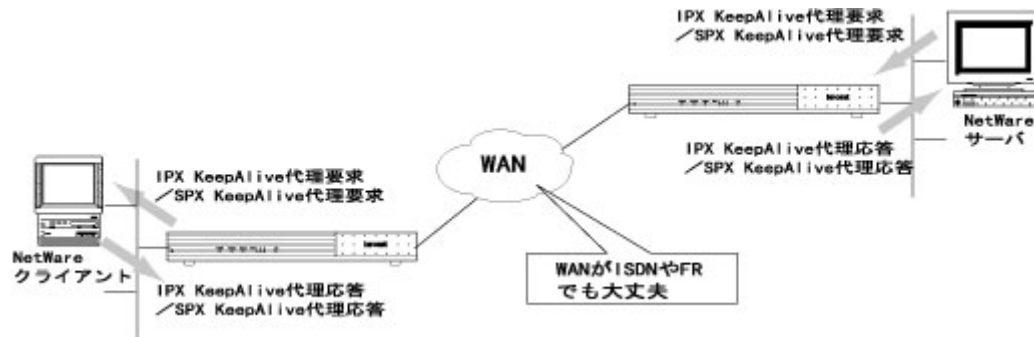 IPX KeepAlive代理要求
／SPX KeepAlive代理要求
NetWare
サーバ
IPX KeepAlive代理応答
／SPX KeepAlive代理応答
WAN
IPX KeepAlive代理要求
／SPX KeepAlive代理要求
NetWare
クライアント
IPX KeepAlive代理応答
／SPX KeepAlive代理応答
WANがISDNやFR
でも大丈夫